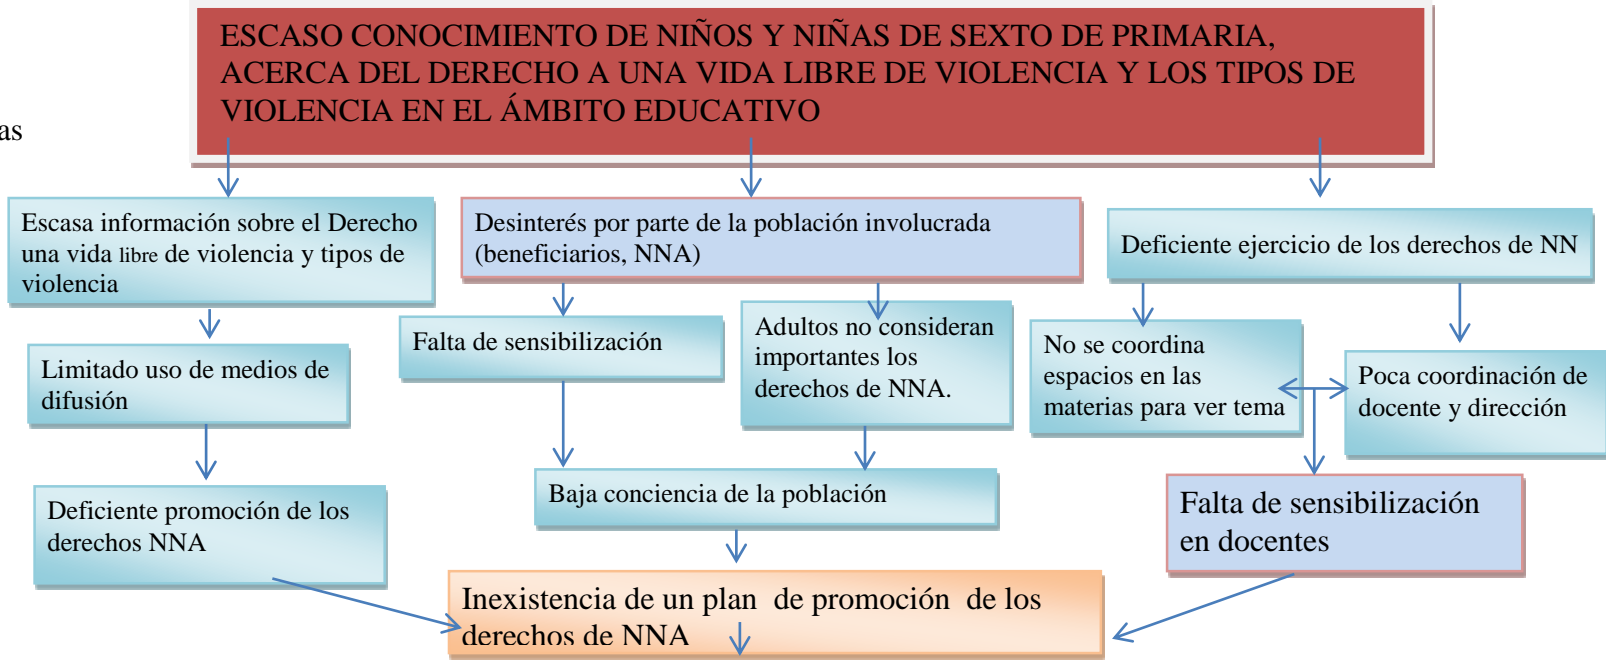 ESCASO CONOCIMIENTO DE NIÑOS Y NIÑAS DE SEXTO DE PRIMARIA,
ACERCA DEL DERECHO A UNA VIDA LIBRE DE VIOLENCIA Y LOS TIPOS DE
VIOLENCIA EN EL ÁMBITO EDUCATIVO
as
Escasa información sobre el Derecho
una vida libre de violencia y tipos de
violencia
Desinterés por parte de la población involucrada
(beneficiarios, NNA)
Deficiente ejercicio de los derechos de NN
Limitado uso de medios de
difusión
Falta de sensibilización
Adultos no consideran
importantes los
derechos de NNA.
No se coordina
espacios en las
materias para ver tema
Poca coordinación de
docente y dirección
Deficiente promoción de los
derechos NNA
Baja conciencia de la población
Falta de sensibilización
en docentes
Inexistencia de un plan de promoción de los
derechos de NNA